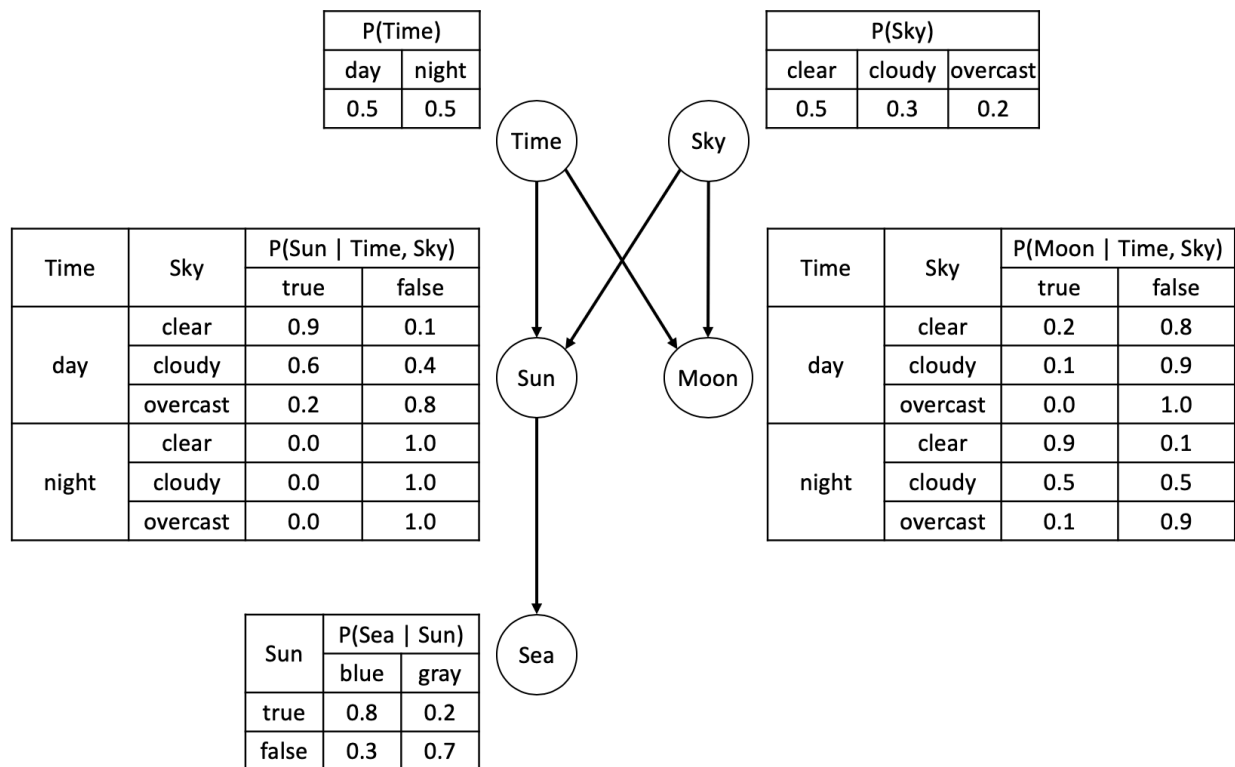 P(Time)
day night
0.5 0.5
P(Sky)
clear cloudy overcast
0.5 0.3 0.2
Time
Sky
Time Sky P(Sun | Time, Sky)
true false
day clear 0.9 0.1
cloudy 0.6 0.4
overcast 0.2 0.8
night clear 0.0 1.0
cloudy 0.0 1.0
overcast 0.0 1.0
Sun
Moon
Time Sky P(Moon | Time, Sky)
true false
day clear 0.2 0.8
cloudy 0.1 0.9
overcast 0.0 1.0
night clear 0.9 0.1
cloudy 0.5 0.5
overcast 0.1 0.9
Sun P(Sea | Sun)
blue gray
true 0.8 0.2
false 0.3 0.7
Sea